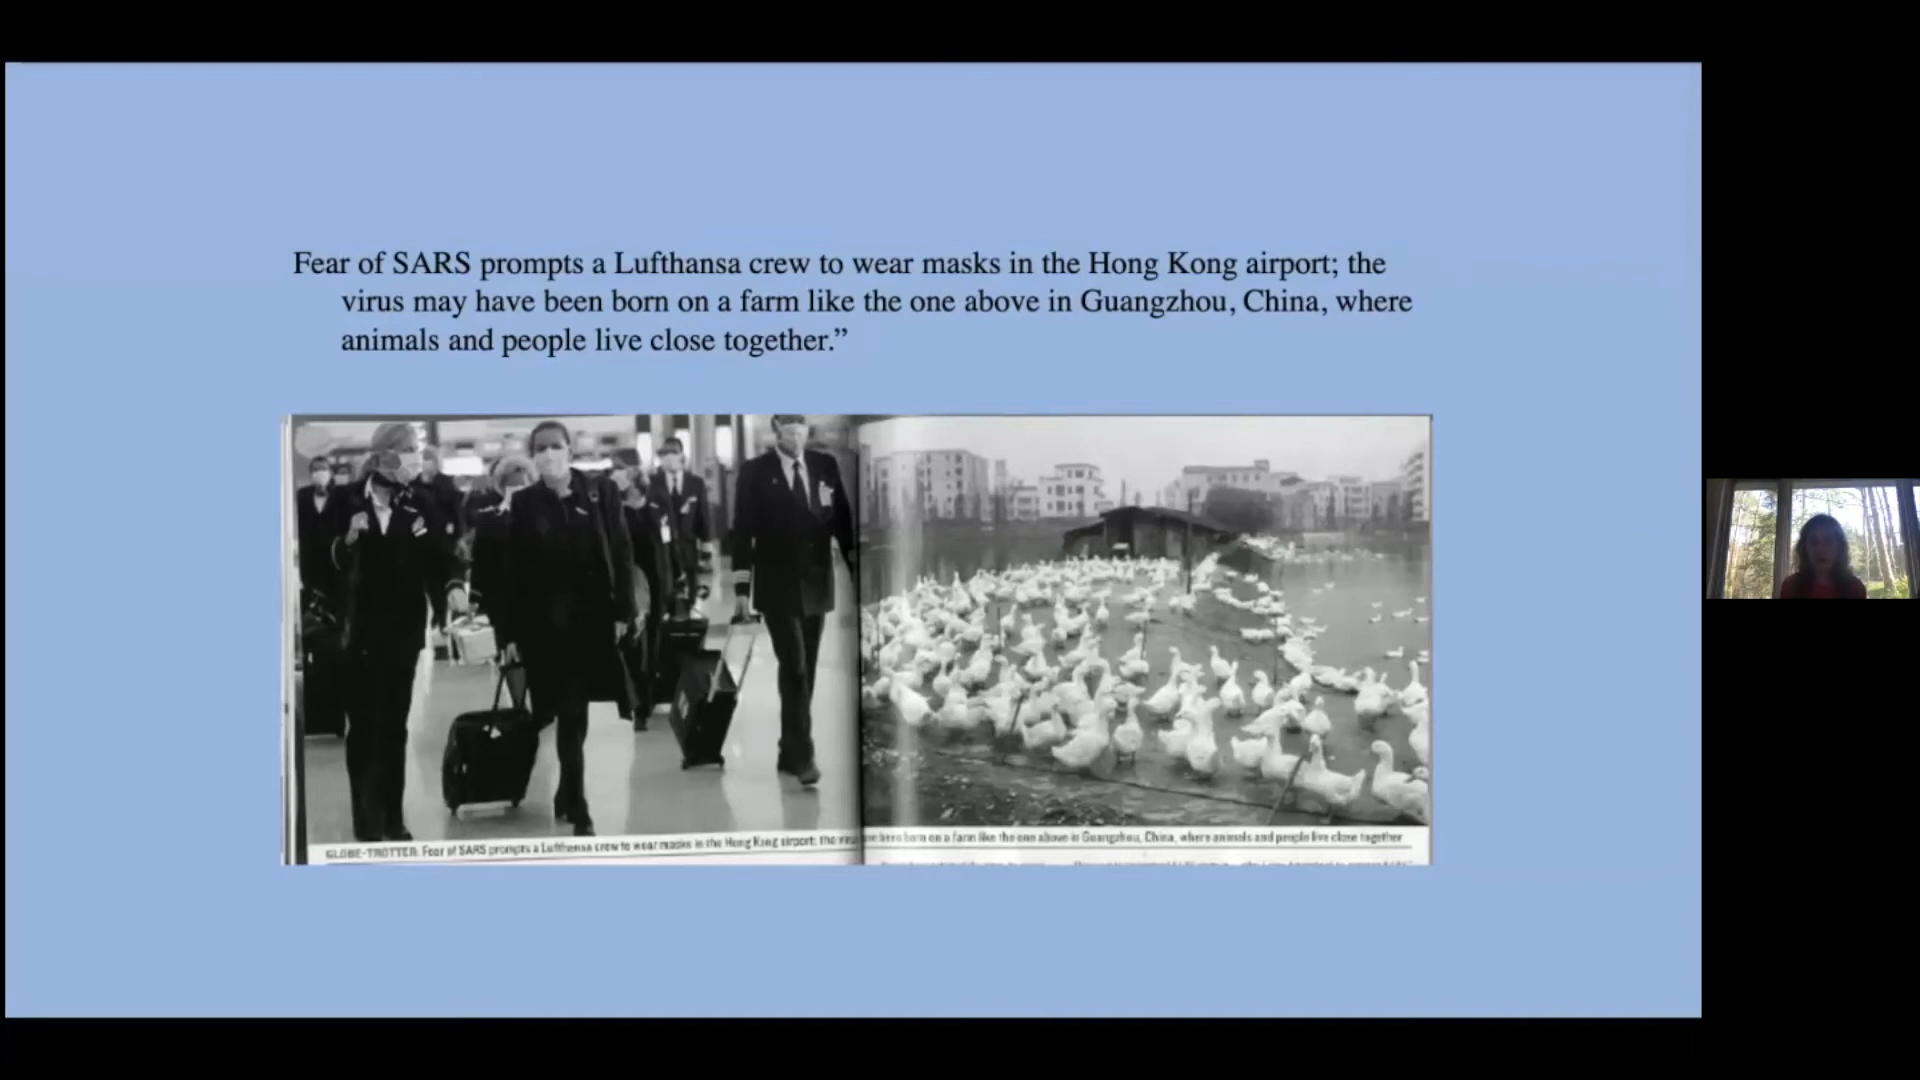 Fear of SARS prompts a Lufthansa crew to wear masks in the Hong Kong airport; the
virus may have been born on a farm like the one above in Guangzhou, China, where
animals and people live close together.”
GLOBE-TROTTER: Fear of SARS prompts a Lufthansa crew to wear masks in the Hong Kong airport; the virus
been born on a farm like the one above in Guangzhou, China, where animals and people live close together